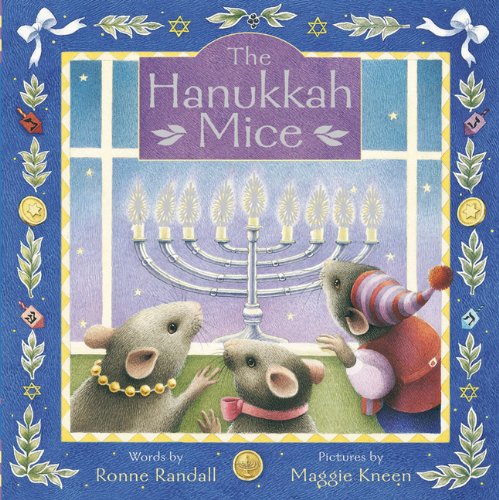 The
Hanukkah
Mice
Words by
Ronne Randall
Pictures by
Maggie Kneen